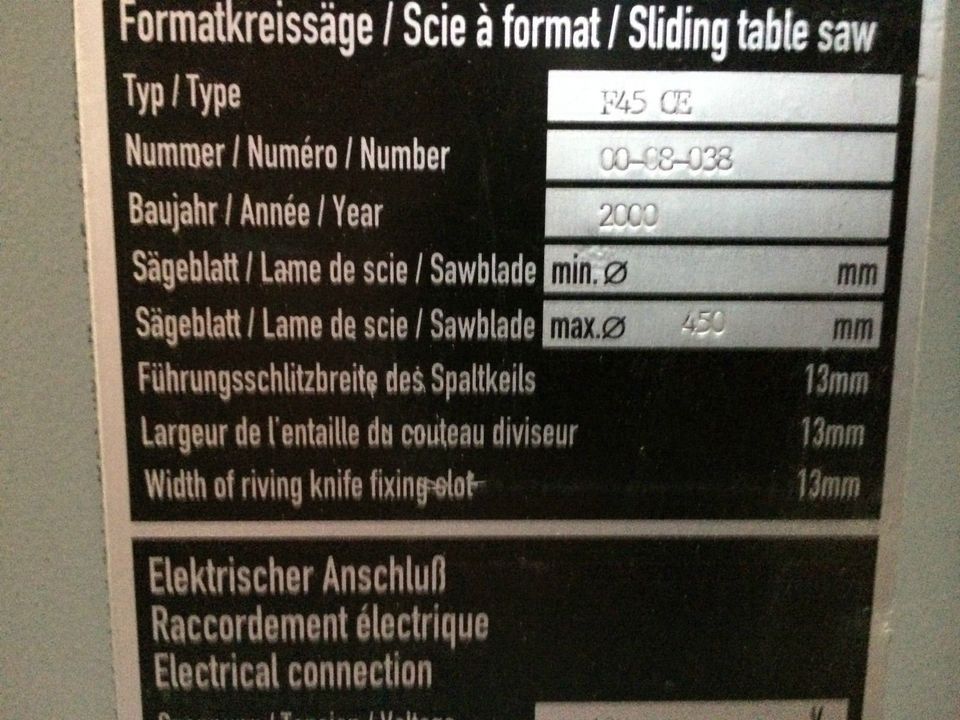 Formatkreissäge / Scie à format / Sliding table saw
Typ / Type F45 CE
Nummer / Numéro / Number 00-08-038
Baujahr / Année / Year 2000
Sägeblatt / Lame de scie / Sawblade min. Ø mm
Sägeblatt / Lame de scie / Sawblade max. Ø 450 mm
Führungsschlitzbreite des Spaltkeils 13mm
Largeur de l'entaille du couteau diviseur 13mm
Width of riving knife fixing slot 13mm
Elektrischer Anschluß
Raccordement électrique
Electrical connection
/ Tension / Voltage V